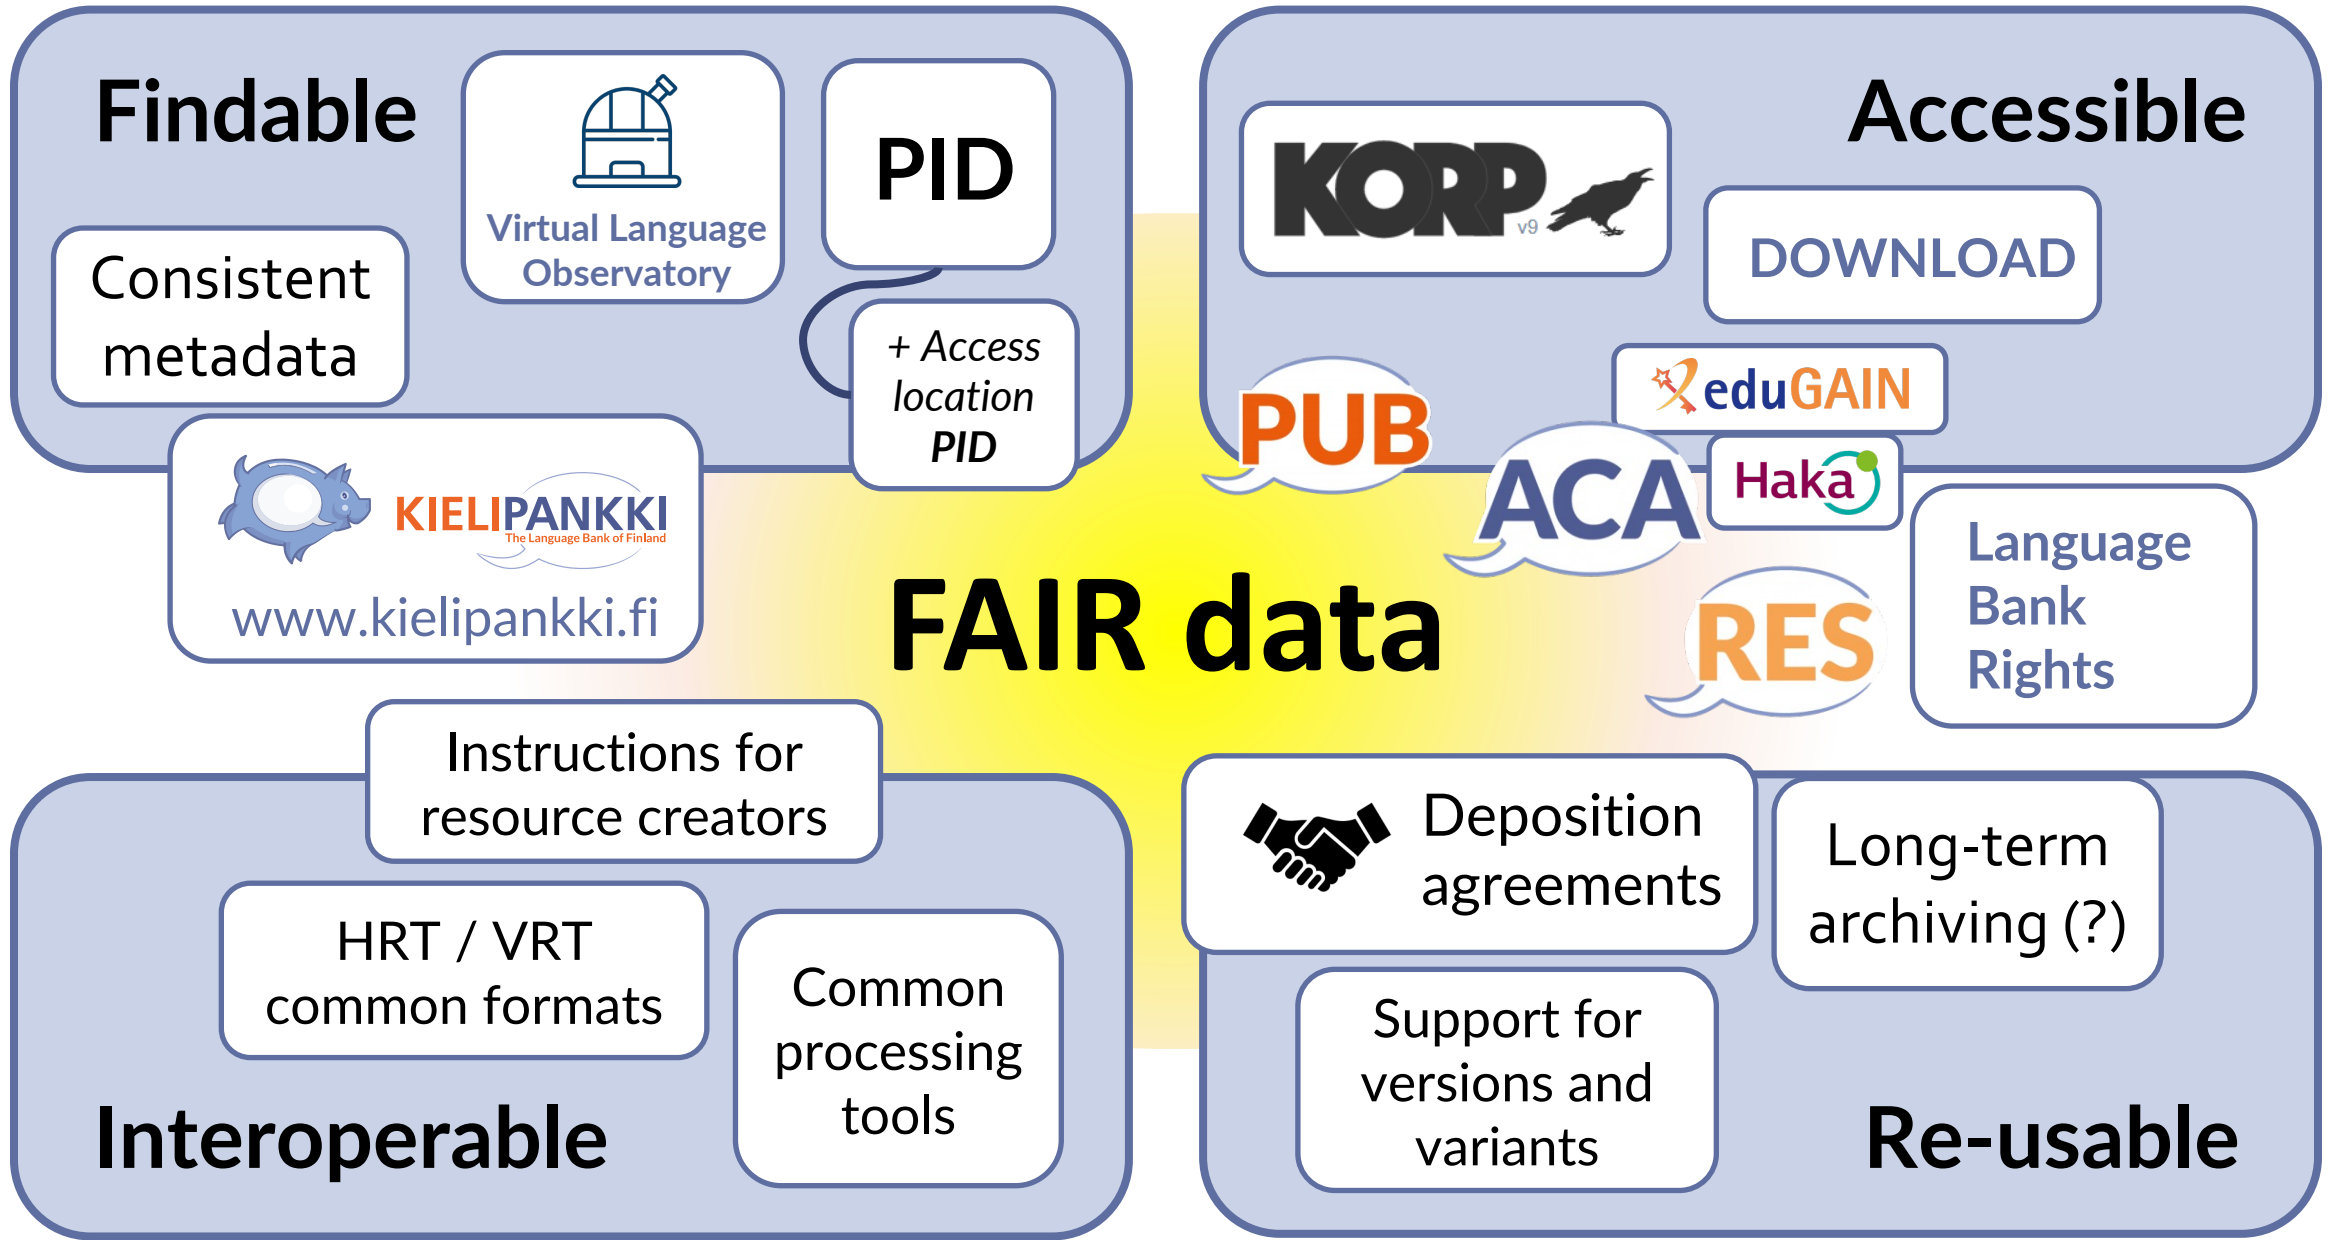 Findable
Virtual Language
Observatory
PID
Consistent
metadata
+ Access
location
PID
KIELIPANKKI
The Language Bank of Finland
www.kielipankki.fi
Accessible
KORP
v9
DOWNLOAD
eduGAIN
PUB
ACA
Haka
RES
Language
Bank
Rights
FAIR data
Instructions for
resource creators
HRT / VRT
common formats
Common
processing
tools
Interoperable
Deposition
agreements
Long-term
archiving (?)
Support for
versions and
variants
Re-usable